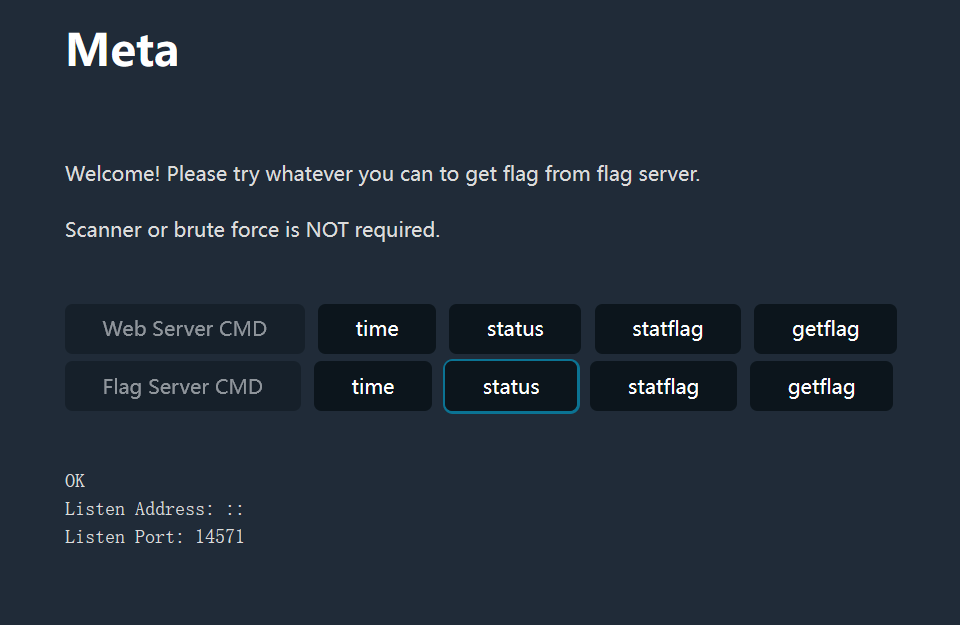 Meta
Welcome! Please try whatever you can to get flag from flag server.
Scanner or brute force is NOT required.
Web Server CMD time status statflag getflag
Flag Server CMD time status statflag getflag
OK
Listen Address: ::
Listen Port: 14571